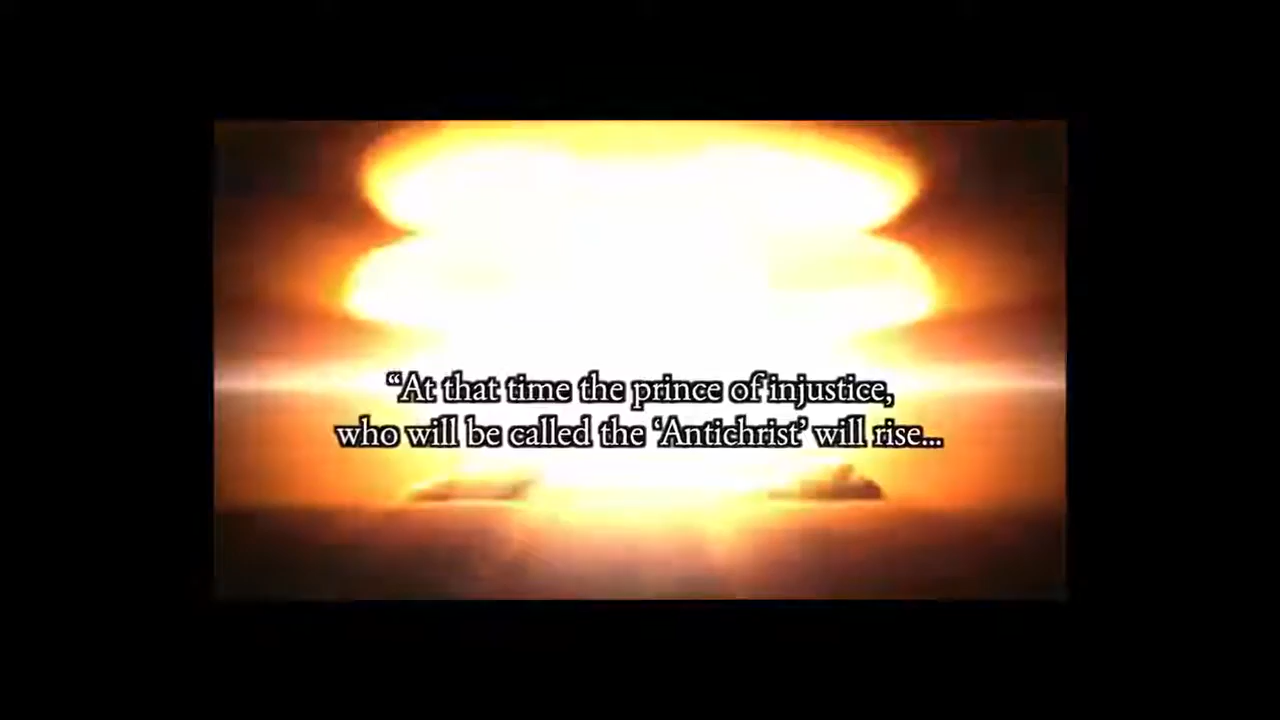 “At that time the prince of injustice,
who will be called the ‘Antichrist’ will rise...